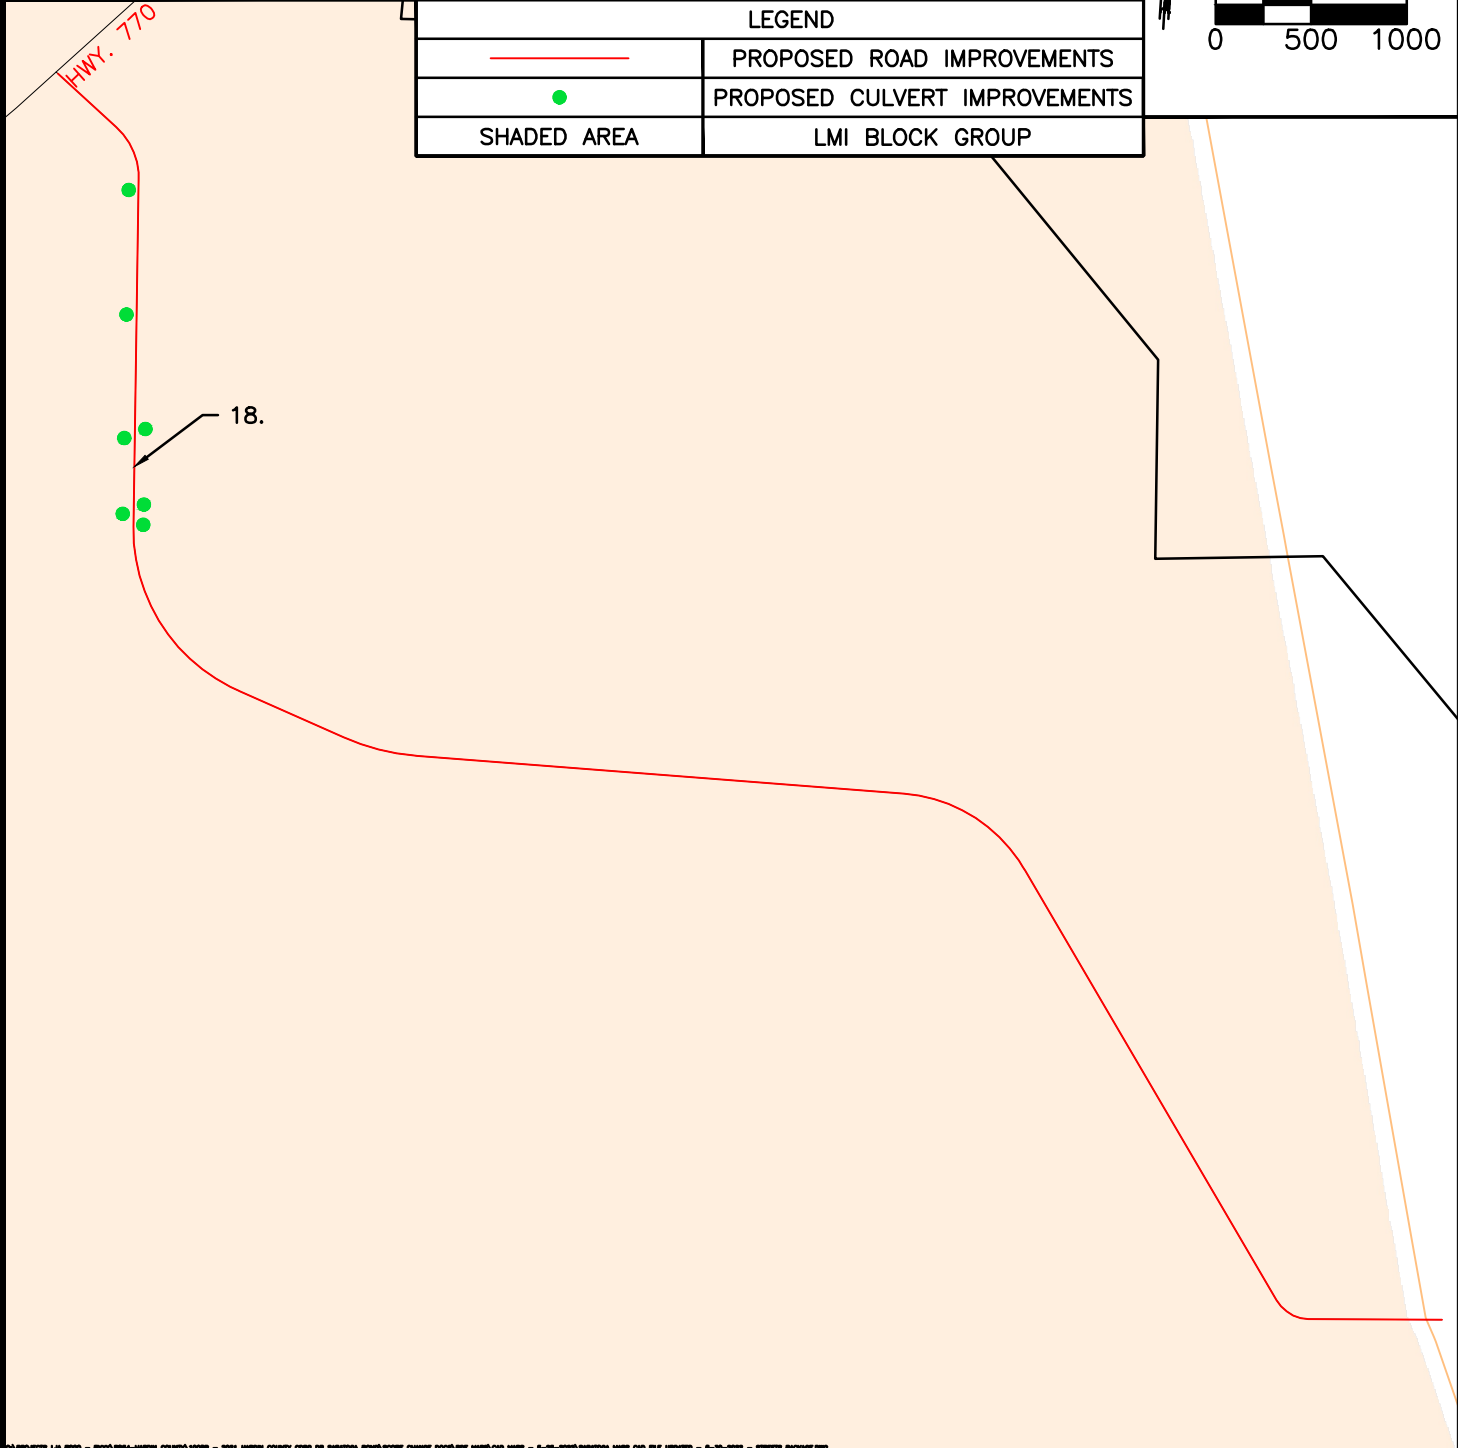 HWY. 770
LEGEND
PROPOSED ROAD IMPROVEMENTS
PROPOSED CULVERT IMPROVEMENTS
SHADED AREA LMI BLOCK GROUP
0 500 1000
18.